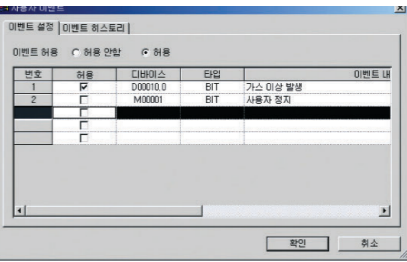 사용자 이벤트
이벤트 설정 이벤트 히스토리
이벤트 허용 허용 안함 허용
번호 허용 디바이스 타입 이벤트 내
1 D00010.0 BIT 가스 이상 발생
2 M00001 BIT 사용자 정지
확인 취소